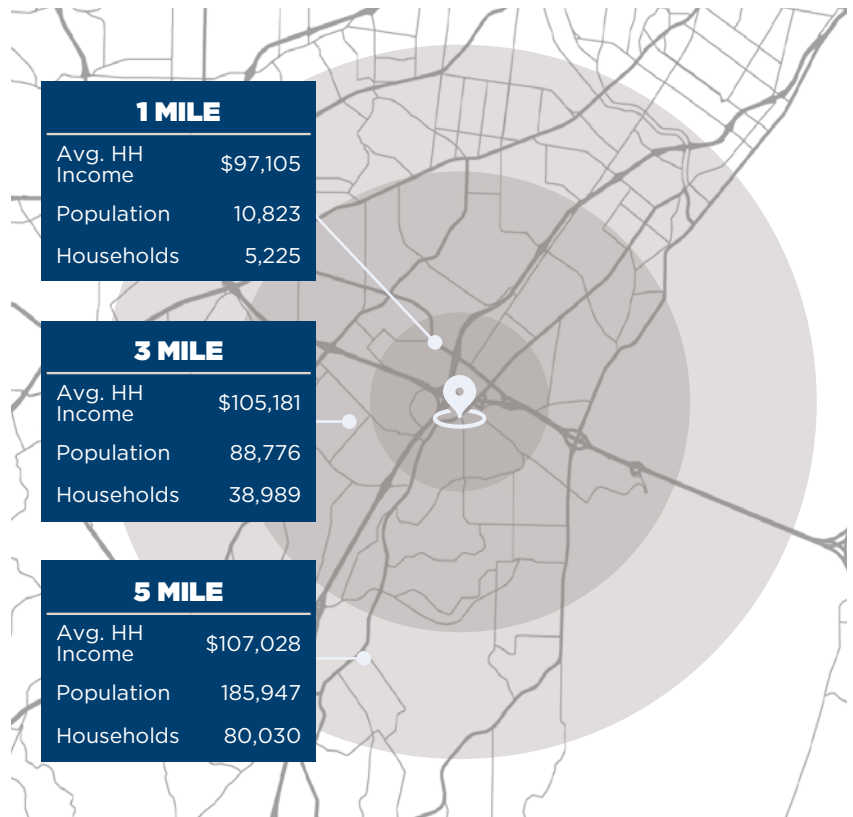 1 MILE
Avg. HH
Income $97,105
Population 10,823
Households 5,225
3 MILE
Avg. HH
Income $105,181
Population 88,776
Households 38,989
5 MILE
Avg. HH
Income $107,028
Population 185,947
Households 80,030